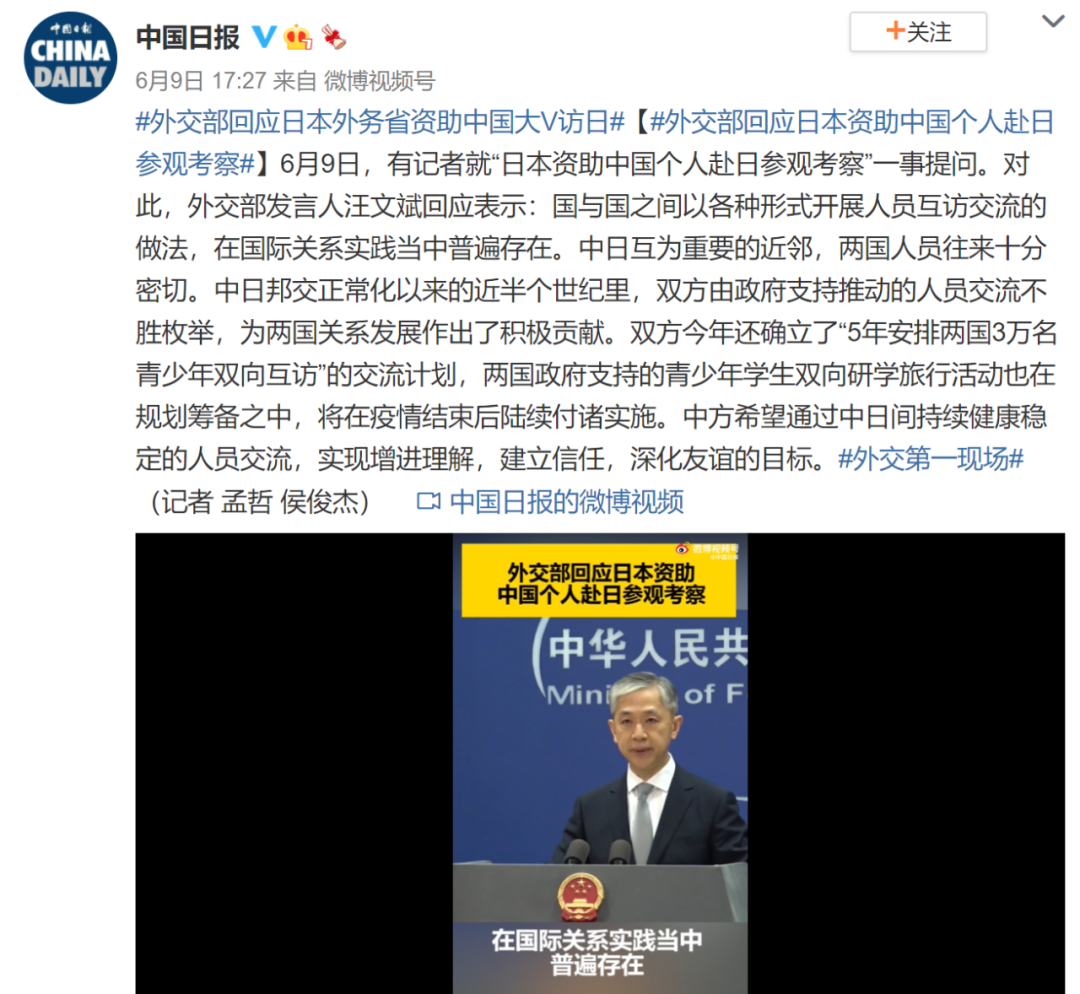 中国日报
CHINA
DAILY
中国日报
+关注
6月9日 17:27 来自 微博视频号
#外交部回应日本外务省资助中国大V访日#【#外交部回应日本资助中国个人赴日
参观考察#】6月9日，有记者就“日本资助中国个人赴日参观考察”一事提问。对
此，外交部发言人汪文斌回应表示：国与国之间以各种形式开展人员互访交流的
做法，在国际关系实践当中普遍存在。中日互为重要的近邻，两国人员往来十分
密切。中日邦交正常化以来的近半个世纪里，双方由政府支持推动的人员交流不
胜枚举，为两国关系发展作出了积极贡献。双方今年还确立了“5年安排两国3万名
青少年双向互访”的交流计划，两国政府支持的青少年学生双向研学旅行活动也在
规划筹备之中，将在疫情结束后陆续付诸实施。中方希望通过中日间持续健康稳
定的人员交流，实现增进理解，建立信任，深化友谊的目标。#外交第一现场#
（记者 孟哲 侯俊杰） 中国日报的微博视频
微博视频号
外交部回应日本资助
中国个人赴日参观考察
中华人民共
Mini of F
在国际关系实践当中
普遍存在